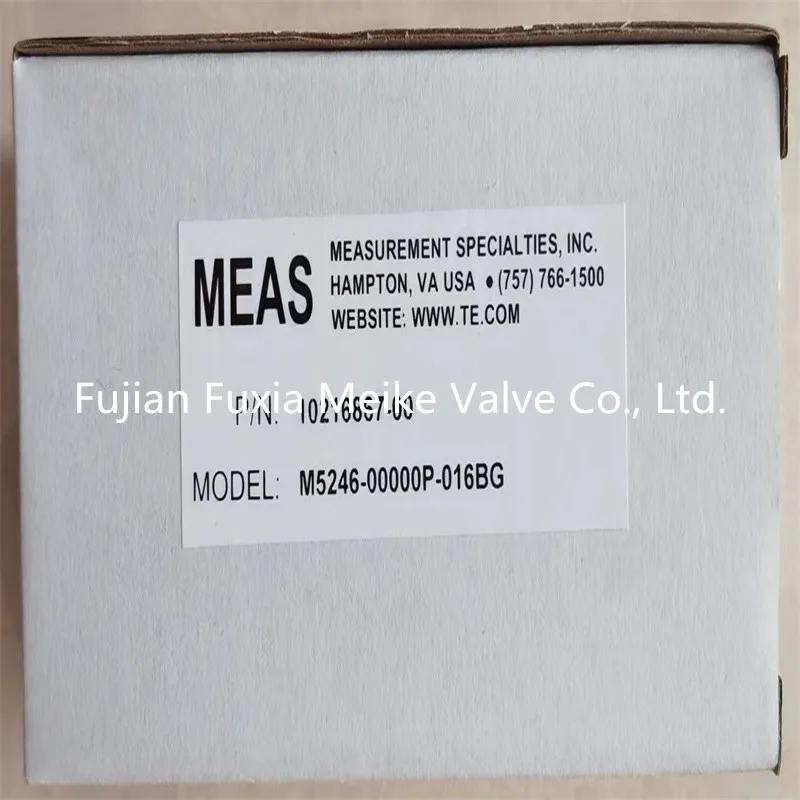 MEAS
MEASUREMENT SPECIALTIES, INC.
HAMPTON, VA USA ● (757) 766-1500
WEBSITE: WWW.TE.COM
Fujian Fuxia Meike Valve Co., Ltd.
P/N:
MODEL: M5246-00000P-016BG